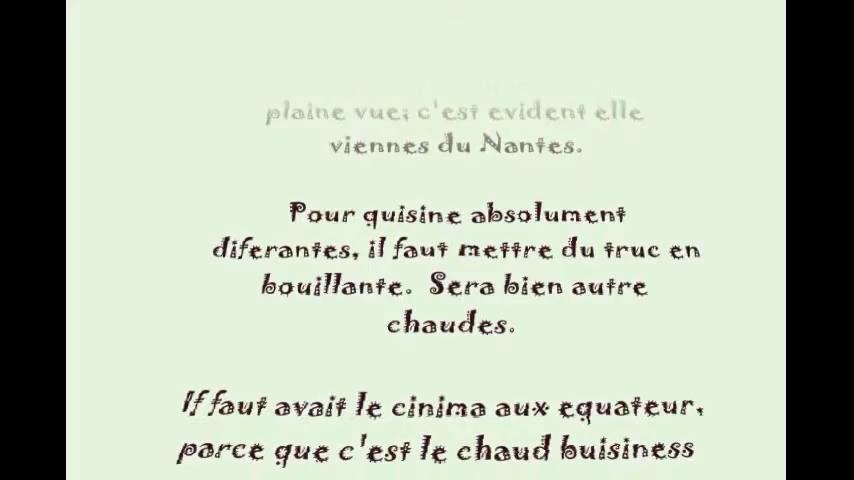 plaine vue; c'est evident elle
viennes du Nantes.
Pour quisine absolument
diferantes, il faut mettre du truc en
bouillante. Sera bien autre
chaudes.
If faut avait le cinima aux equateur,
parce que c'est le chaud buisiness